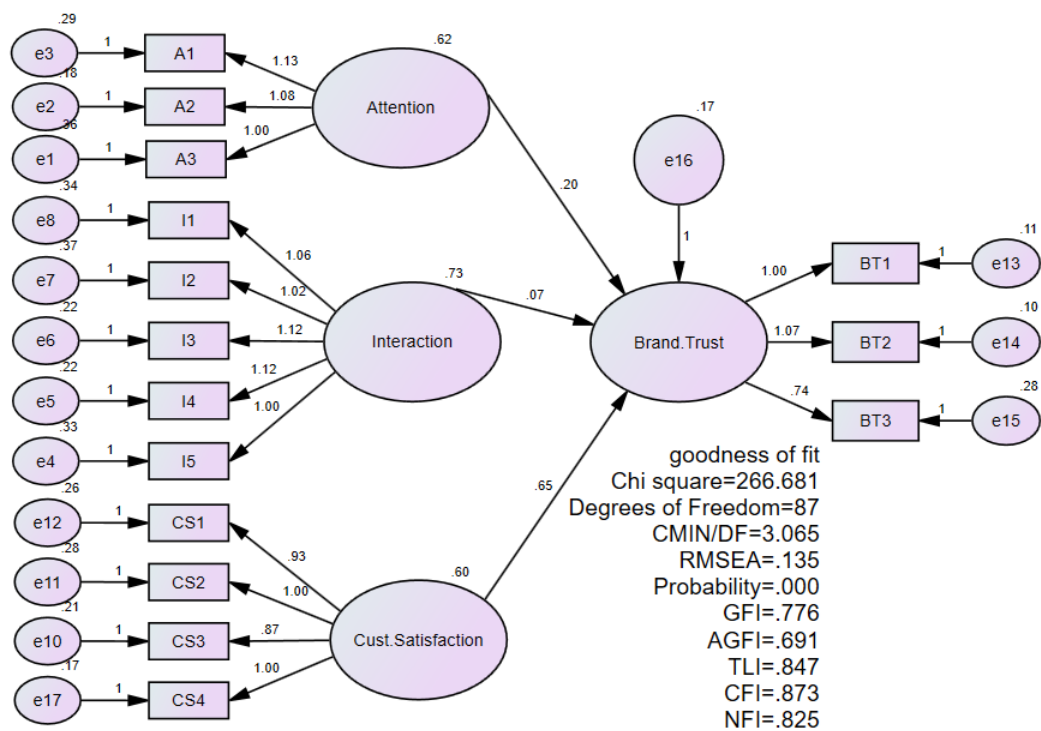 .29
e3 1 A1
.62
1.13
.18
e2 1 A2
1.08
Attention
.36
e1 1 A3
1.00
.17
e16
.20
1
.34
e8 1 I1
1.06
.37
e7 1 I2
1.02
.73
.07
.22
e6 1 I3
1.12
Interaction
Brand.Trust
.22
e5 1 I4
1.12
.33
e4 1 I5
1.00
.11
1.00 BT1 1 e13
.10
1.07 BT2 1 e14
.28
.74 BT3 1 e15
.26
e12 1 CS1
.93
.28
e11 1 CS2
1.00
.60
.65
.21
e10 1 CS3
.87
Cust.Satisfaction
.17
e17 1 CS4
1.00
goodness of fit
Chi square=266.681
Degrees of Freedom=87
CMIN/DF=3.065
RMSEA=.135
Probability=.000
GFI=.776
AGFI=.691
TLI=.847
CFI=.873
NFI=.825